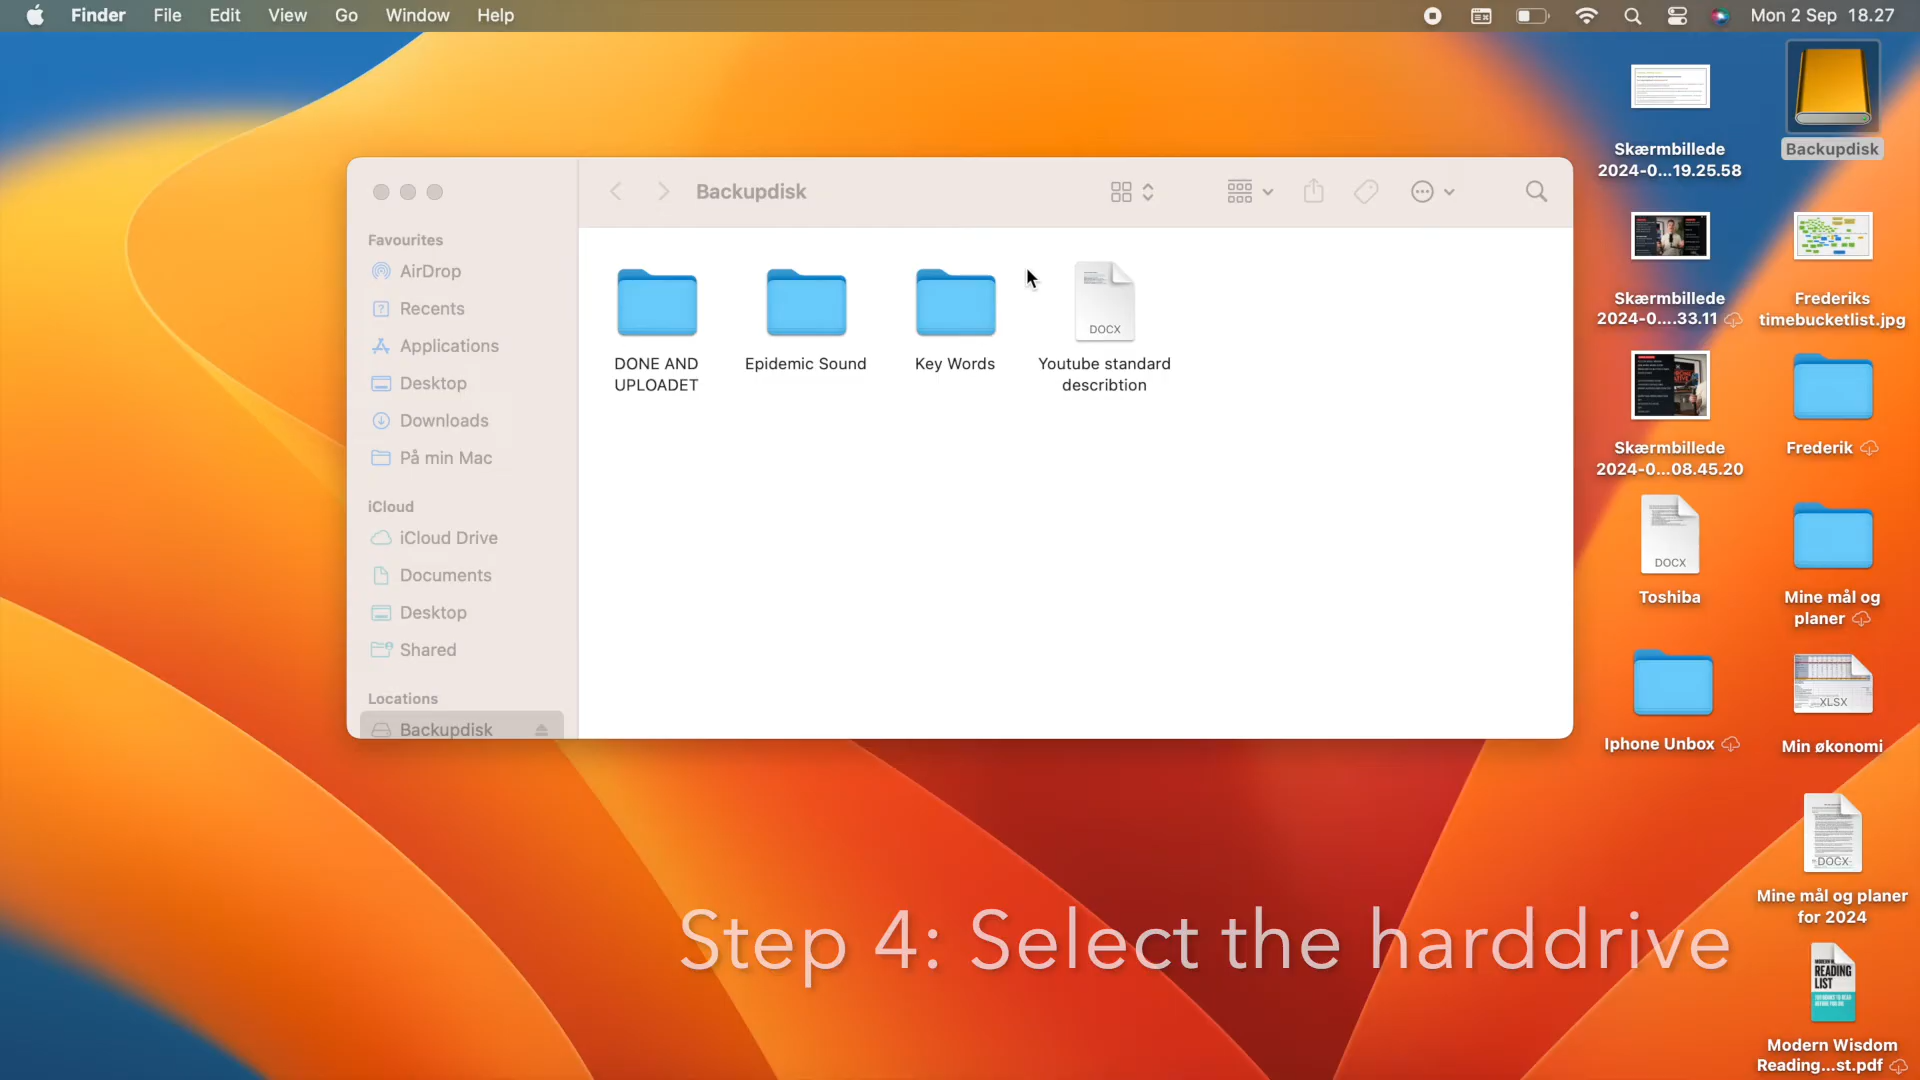 Finder File Edit View Go Window Help
Mon 2 Sep 18.27
Backupdisk
Favourites
AirDrop
Recents
Applications
Desktop
Downloads
På min Mac
iCloud
iCloud Drive
Documents
Desktop
Shared
Locations
Backupdisk
DOCX
DONE AND
UPLOADET
Epidemic Sound
Key Words
Youtube standard
describtion
Skærmbillede
2024-0...19.25.58
Backupdisk
Skærmbillede
2024-0....33.11
Frederiks
timebucketlist.jpg
Skærmbillede
2024-0...08.45.20
Frederik
DOCX
Toshiba
Mine mål og
planer
Iphone Unbox
XLSX
Min økonomi
DOCX
Mine mål og planer
for 2024
READING
LIST
Modern Wisdom
Reading...st.pdf
Step 4: Select the harddrive